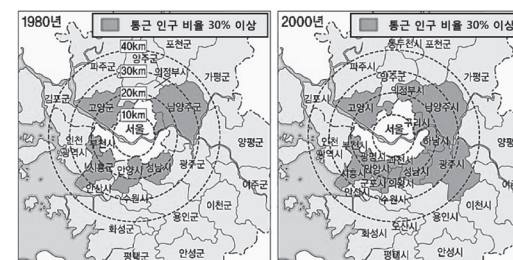 1980년
통근 인구 비율 30% 이상
40km
포천군
양주군
파주군
30km
의정부시
가평군
20km
김포군
고양군
남양주군
10km
서울
인천
광역시
부천시
양평군
시흥군
안양시
성남시
광주군
안산시
수원시
여주군
용인군
이천군
화성군
평택군
안성군
2000년
통근 인구 비율 30% 이상
동두천시
포천군
파주시
양주군
가평군
의정부시
김포시
고양시
남양주시
구리시
서울
하남시
인천
광역시
부천시
광명시
과천시
시흥시
안양시
성남시
광주시
안산시
군포시
의왕시
수원시
용인시
이천시
화성시
오산시
평택시
안성시